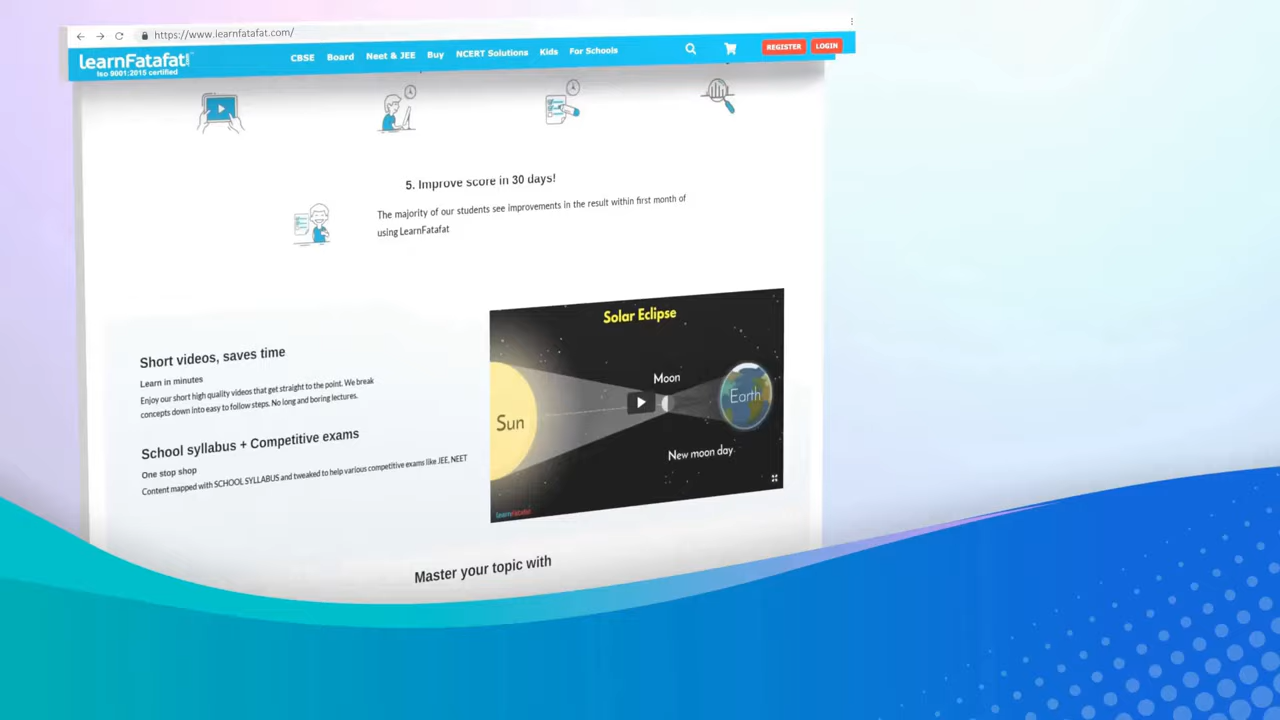 https://www.learnfatafat.com/
learnFatafat!
Iso 9001:2015 certified
CBSE Board Neet & JEE Buy NCERT Solutions Kids For Schools
REGISTER LOGIN
5. Improve score in 30 days!
The majority of our students see improvements in the result within first month of
using LearnFatafat
Short videos, saves time
Learn in minutes
Enjoy our short high quality videos that get straight to the point. We break
concepts down into easy to follow steps. No long and boring lectures.
School syllabus + Competitive exams
One stop shop
Content mapped with SCHOOL SYLLABUS and tweaked to help various competitive exams like JEE, NEET
Solar Eclipse
Moon
Sun
Earth
New moon day
learnfatafat
Master your topic with